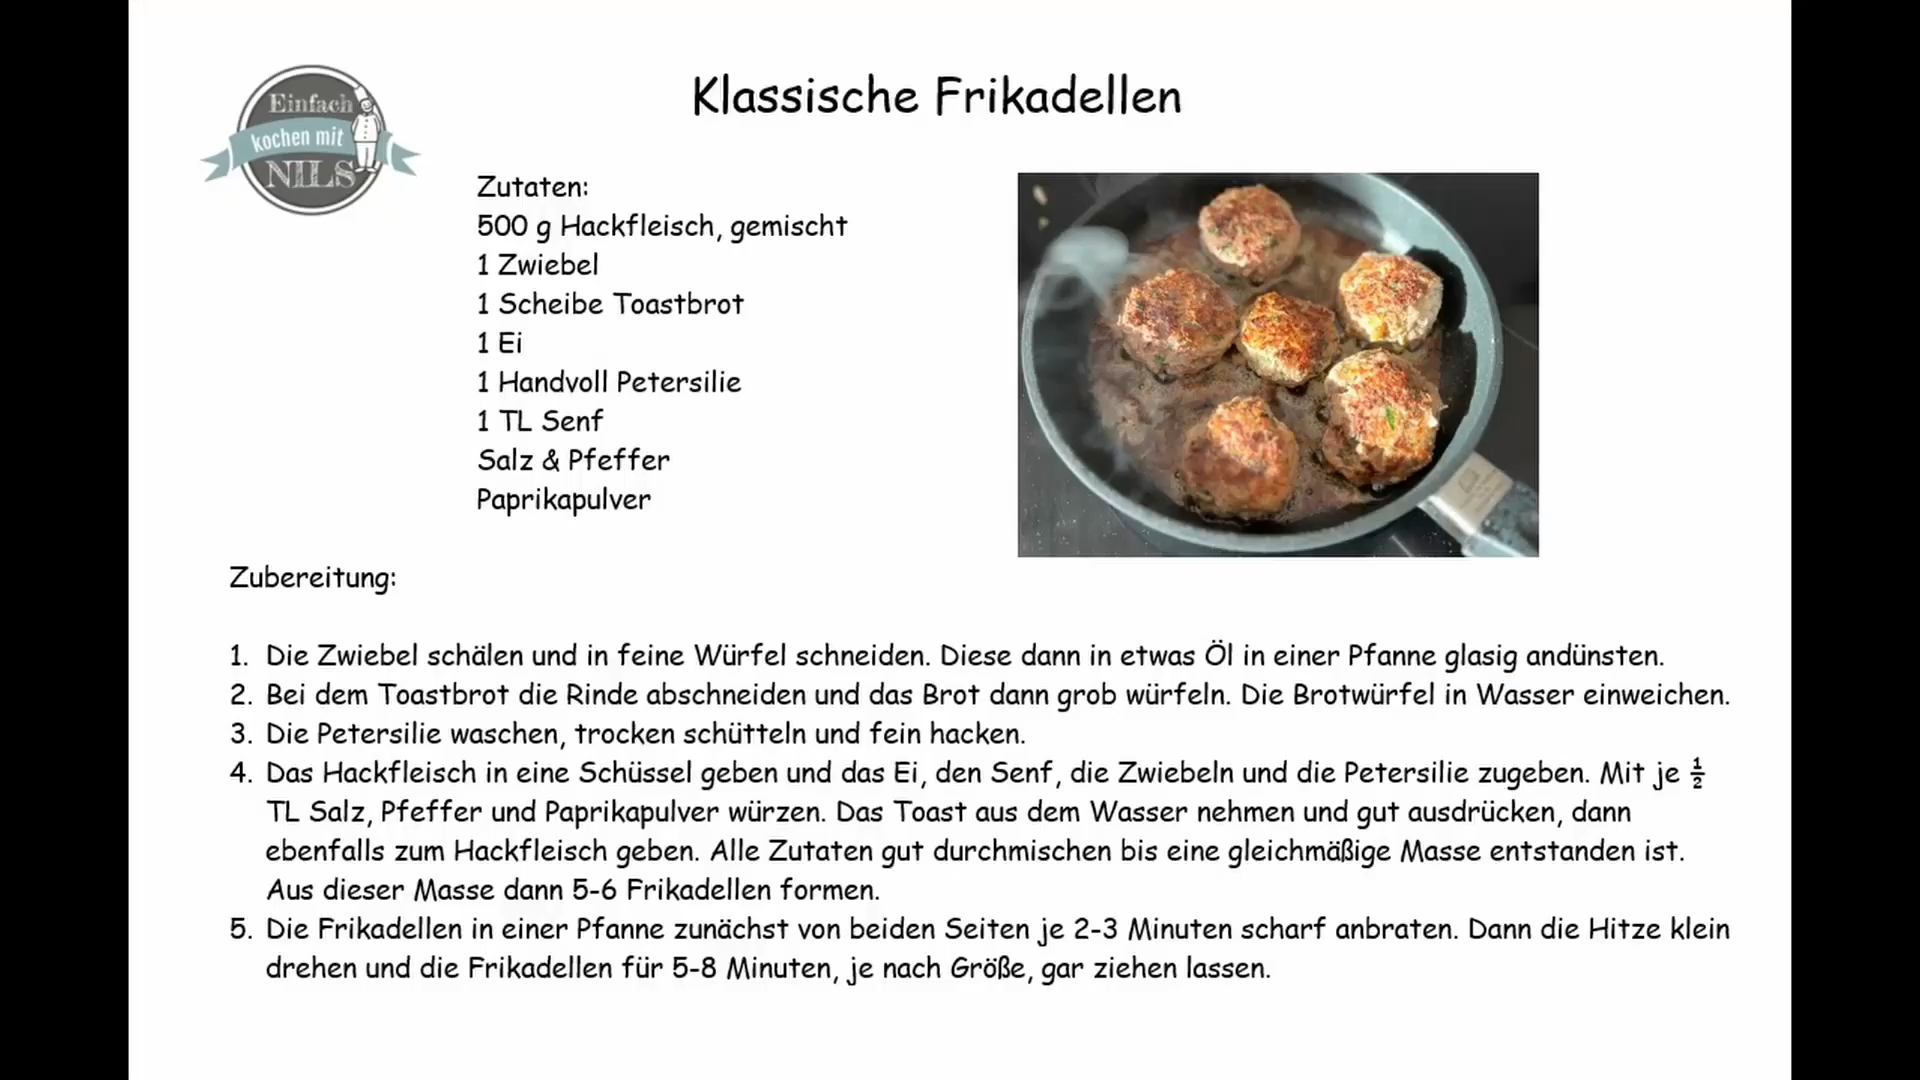 Einfach
kochen mit
NILS
Klassische Frikadellen
Zutaten:
500 g Hackfleisch, gemischt
1 Zwiebel
1 Scheibe Toastbrot
1 Ei
1 Handvoll Petersilie
1 TL Senf
Salz & Pfeffer
Paprikapulver
Zubereitung:
1. Die Zwiebel schälen und in feine Würfel schneiden. Diese dann in etwas Öl in einer Pfanne glasig andünsten.
2. Bei dem Toastbrot die Rinde abschneiden und das Brot dann grob würfeln. Die Brotwürfel in Wasser einweichen.
3. Die Petersilie waschen, trocken schütteln und fein hacken.
4. Das Hackfleisch in eine Schüssel geben und das Ei, den Senf, die Zwiebeln und die Petersilie zugeben. Mit je ½
TL Salz, Pfeffer und Paprikapulver würzen. Das Toast aus dem Wasser nehmen und gut ausdrücken, dann
ebenfalls zum Hackfleisch geben. Alle Zutaten gut durchmischen bis eine gleichmäßige Masse entstanden ist.
Aus dieser Masse dann 5-6 Frikadellen formen.
5. Die Frikadellen in einer Pfanne zunächst von beiden Seiten je 2-3 Minuten scharf anbraten. Dann die Hitze klein
drehen und die Frikadellen für 5-8 Minuten, je nach Größe, gar ziehen lassen.